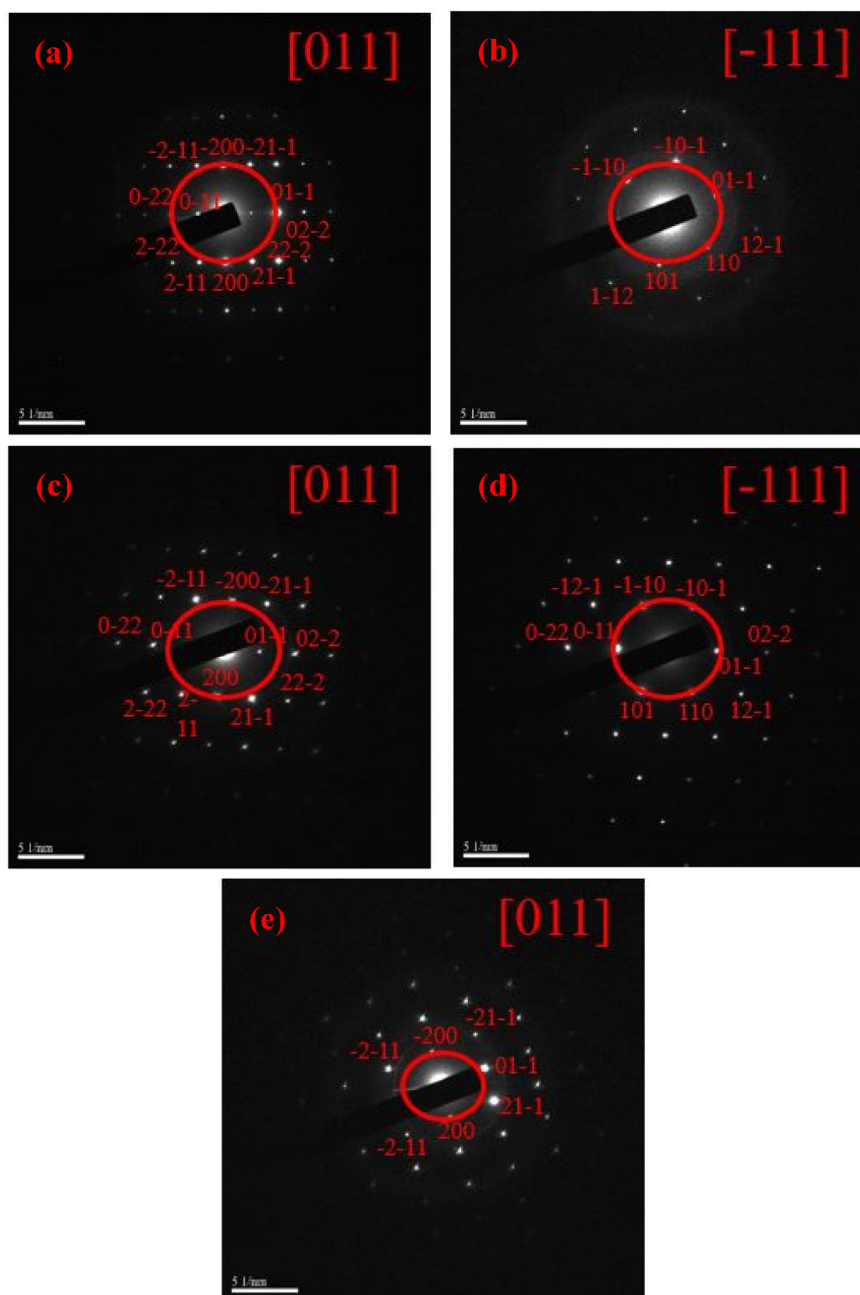 (a) [011]
-2-11 -200 -21-1
0-22 0-11 01-1
02-2
2-22 22-2
2-11 200 21-1
5 1/nm
(b) [-111]
-10-1
-1-10
01-1
12-1
110
101
1-12
5 1/nm
(c) [011]
-2-11 -200 -21-1
0-22 0-11 01-1 02-2
200 22-2
2-22 2-
11
21-1
5 1/nm
(d) [-111]
-12-1 -1-10 -10-1
0-22 0-11 02-2
01-1
101 110 12-1
5 1/nm
(e) [011]
-21-1
-200
-2-11 01-1
21-1
200
-2-11
5 1/nm